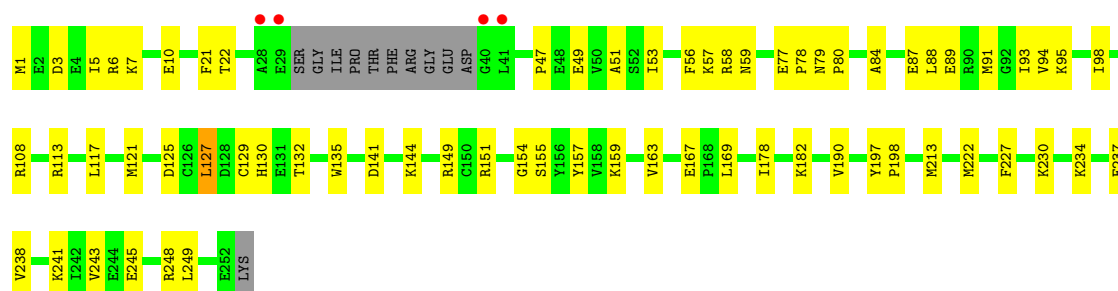 M1 E2 D3 E4 I5 R6 K7 E10 F21 T22 A28 E29 SER GLY ILE PRO THR PHE ARG GLY GLU ASP G40 L41 P47 E48 E49 V50 A51 S52 I53 F56 K57 R58 N59 E77 P78 N79 P80 A84 E87 L88 E89 R90 M91 G92 I93 V94 K95 I98
R108 R113 L117 M121 D125 C126 L127 D128 C129 H130 E131 T132 W135 D141 K144 R149 C150 R151 G154 S155 Y156 Y157 V158 K159 V163 E167 P168 L169 I178 K182 V190 Y197 P198 M213 M222 F227 K230 K234
V238 K241 I242 V243 E244 E245 R248 L249 E252 LYS